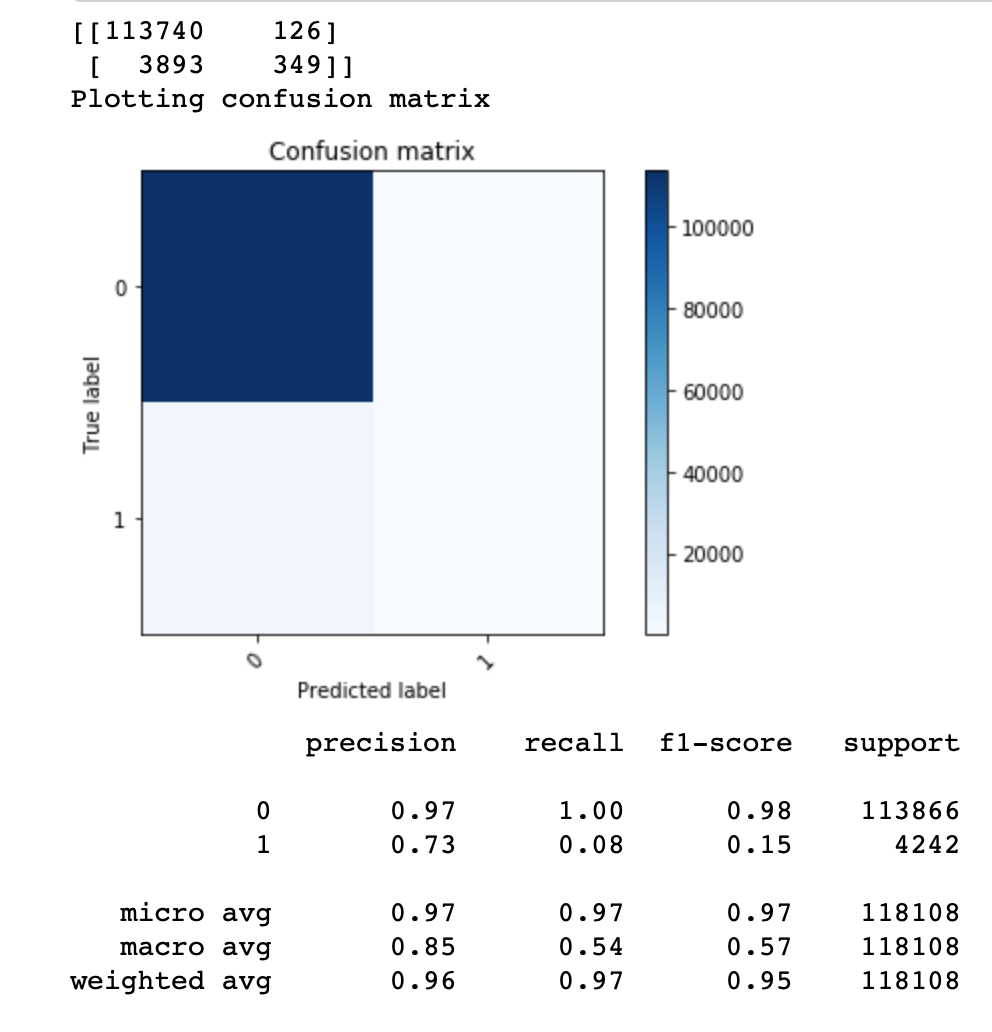 [[113740 126]
[ 3893 349]]
Plotting confusion matrix
Confusion matrix
100000
80000
60000
40000
20000
True label
0
1
0 1
Predicted label
precision recall f1-score support
0 0.97 1.00 0.98 113866
1 0.73 0.08 0.15 4242
micro avg 0.97 0.97 0.97 118108
macro avg 0.85 0.54 0.57 118108
weighted avg 0.96 0.97 0.95 118108